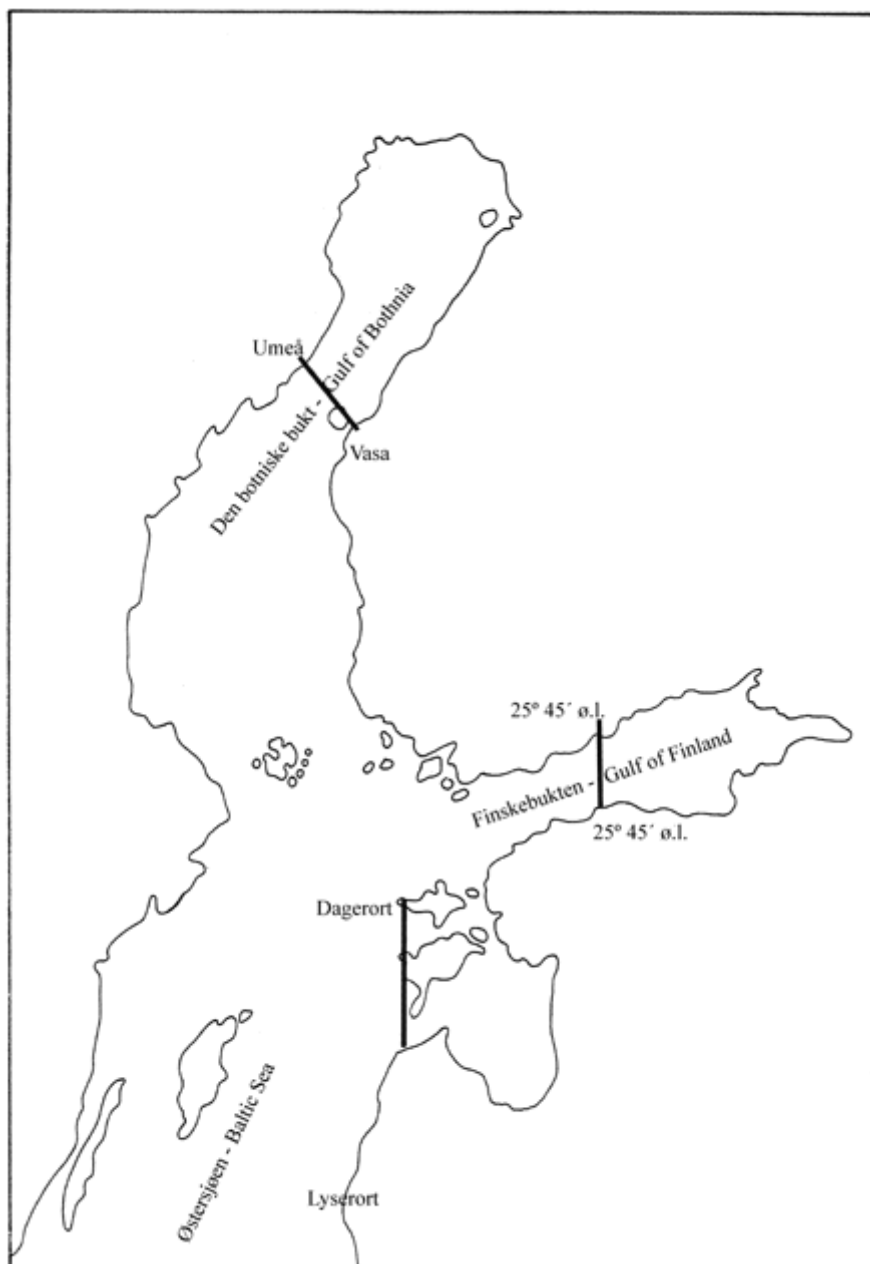 Umeå
Den botniske bukt - Gulf of Bothnia
Vasa
25° 45´ ø.l.
Finskebukten - Gulf of Finland
25° 45´ ø.l.
Dagerort
Østersjøen - Baltic Sea
Lyserort